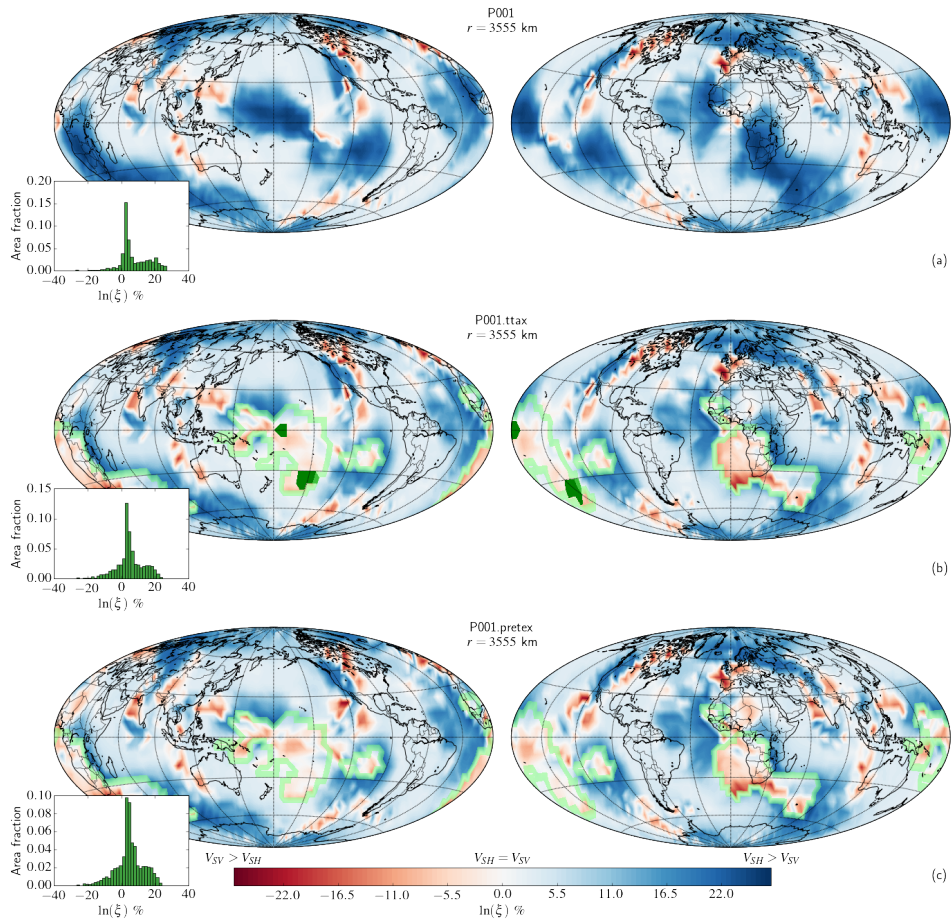 P001
r = 3555 km
0.20
0.15
0.10
0.05
0.00
Area fraction
−40 −20 0 20 40
ln(ξ) %
(a)
P001.ttax
r = 3555 km
0.15
0.10
0.05
0.00
Area fraction
−40 −20 0 20 40
ln(ξ) %
(b)
P001.pretex
r = 3555 km
0.10
0.08
0.06
0.04
0.02
0.00
Area fraction
−40 −20 0 20 40
ln(ξ) %
V_SV > V_SH V_SH = V_SV V_SH > V_SV
−22.0 −16.5 −11.0 −5.5 0.0 5.5 11.0 16.5 22.0
ln(ξ) %
(c)